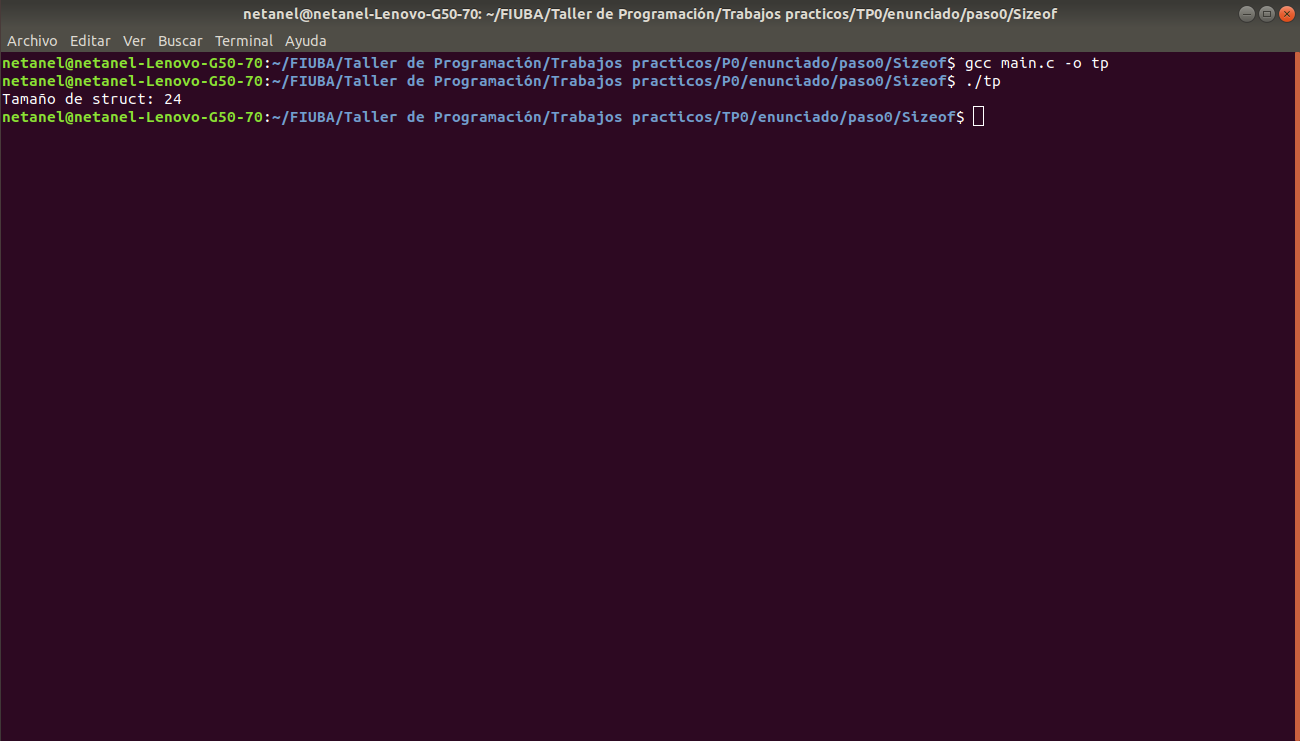 netanel@netanel-Lenovo-G50-70: ~/FIUBA/Taller de Programación/Trabajos practicos/TP0/enunciado/paso0/Sizeof
Archivo Editar Ver Buscar Terminal Ayuda
netanel@netanel-Lenovo-G50-70:~/FIUBA/Taller de Programación/Trabajos practicos/P0/enunciado/paso0/Sizeof$ gcc main.c -o tp
netanel@netanel-Lenovo-G50-70:~/FIUBA/Taller de Programación/Trabajos practicos/P0/enunciado/paso0/Sizeof$ ./tp
Tamaño de struct: 24
netanel@netanel-Lenovo-G50-70:~/FIUBA/Taller de Programación/Trabajos practicos/TP0/enunciado/paso0/Sizeof$